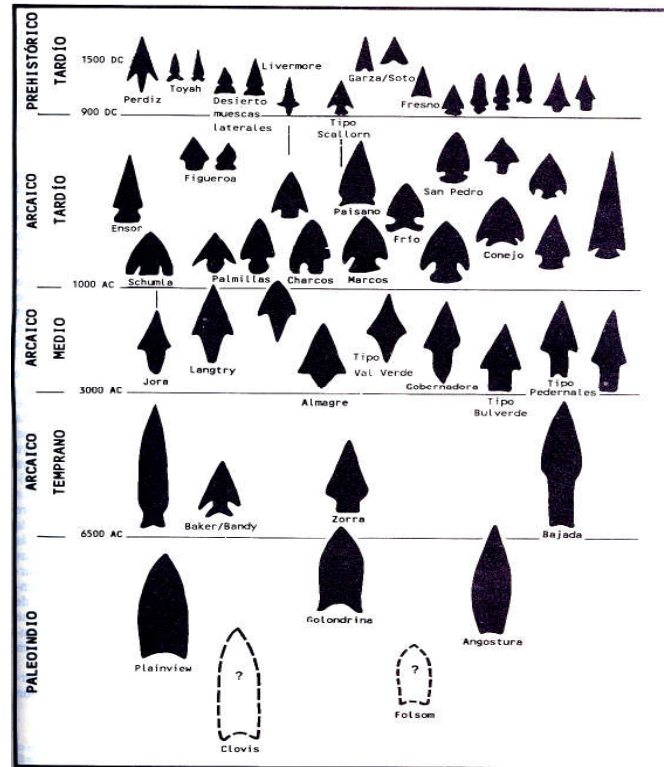 PREHISTÓRICO
TARDÍO
1500 DC
Perdiz
Toyah
Desierto
muescas
laterales
Livermore
Tipo
Scallorn
Garza/Soto
Fresno
900 DC
ARCAICO
TARDÍO
Ensor
Figueroa
Paisano
San Pedro
Frío
Conejo
Schumla
Palmillas
Charcos
Marcos
1000 AC
ARCAICO
MEDIO
Jora
Langtry
Almagre
Tipo
Val Verde
Gobernadora
Tipo
Bulverde
Tipo
Pedernales
3000 AC
ARCAICO
TEMPRANO
Baker/Bandy
Zorra
Bajada
6500 AC
PALEOINDIO
Plainview
Golondrina
Angostura
?
Clovis
?
Folsom